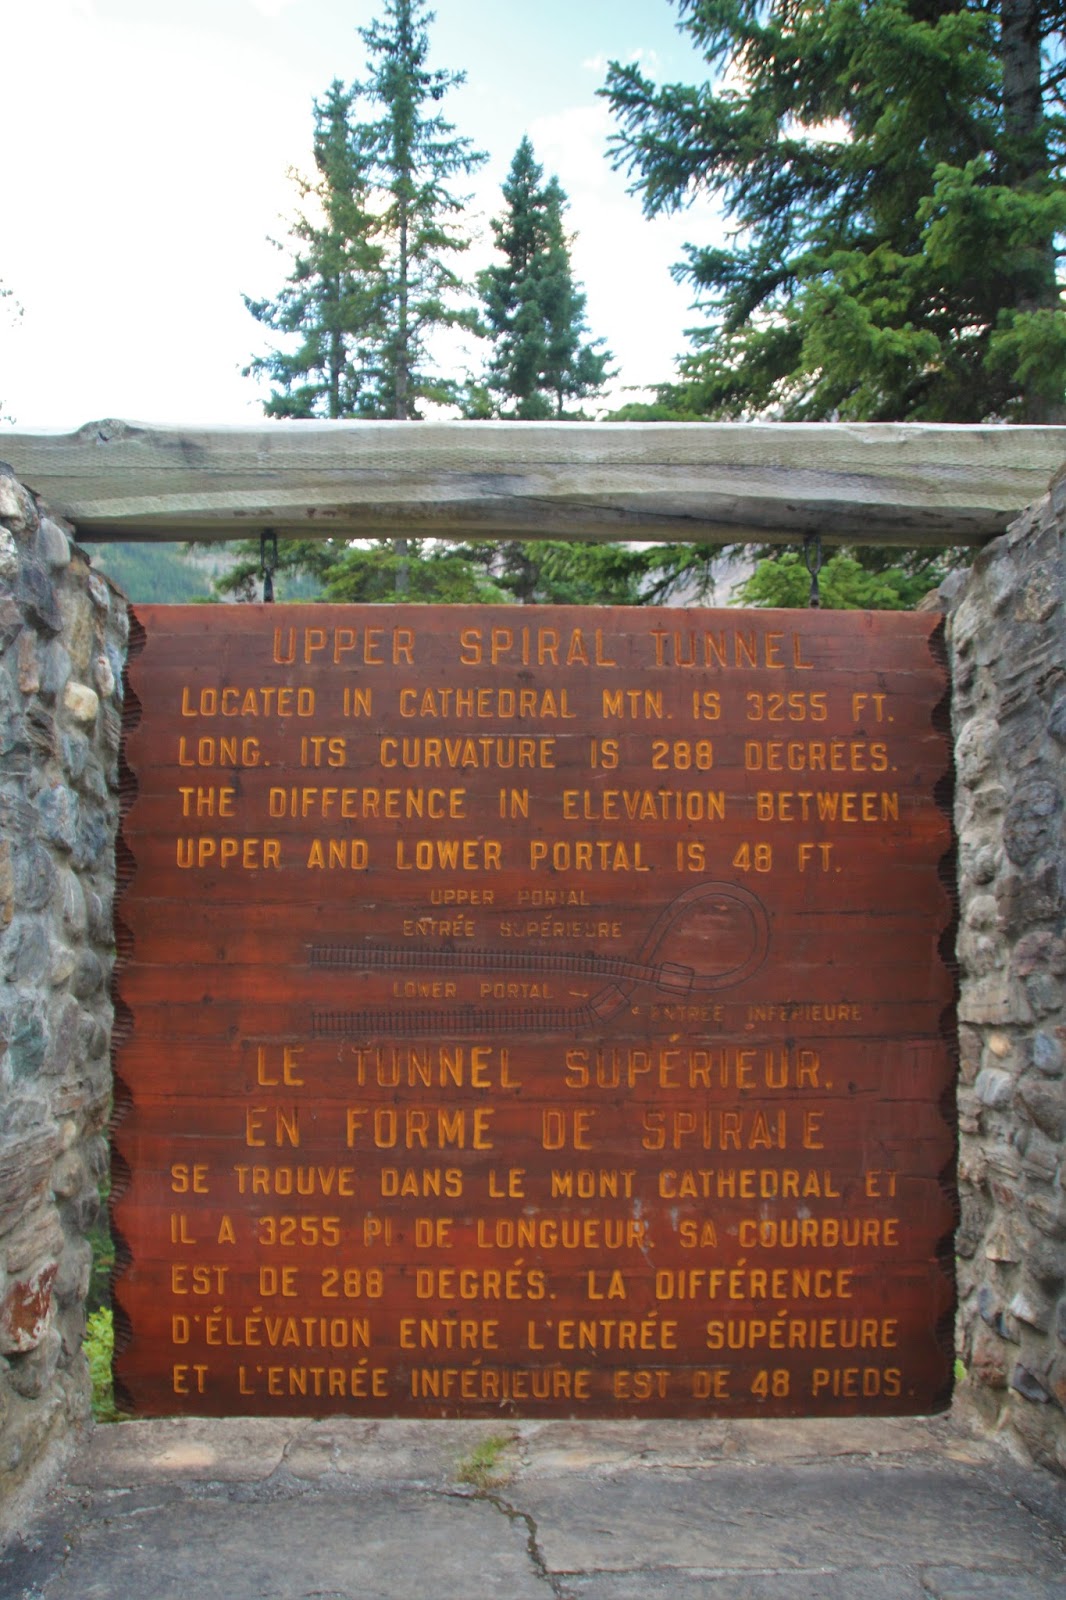 UPPER SPIRAL TUNNEL
LOCATED IN CATHEDRAL MTN. IS 3255 FT.
LONG. ITS CURVATURE IS 288 DEGREES.
THE DIFFERENCE IN ELEVATION BETWEEN
UPPER AND LOWER PORTAL IS 48 FT.
UPPER PORTAL
ENTRÉE SUPÉRIEURE
LOWER PORTAL →
← ENTRÉE INFÉRIEURE
LE TUNNEL SUPÉRIEUR,
EN FORME DE SPIRALE
SE TROUVE DANS LE MONT CATHEDRAL ET
IL A 3255 PI DE LONGUEUR. SA COURBURE
EST DE 288 DEGRÉS. LA DIFFÉRENCE
D'ÉLÉVATION ENTRE L'ENTRÉE SUPÉRIEURE
ET L'ENTRÉE INFÉRIEURE EST DE 48 PIEDS.